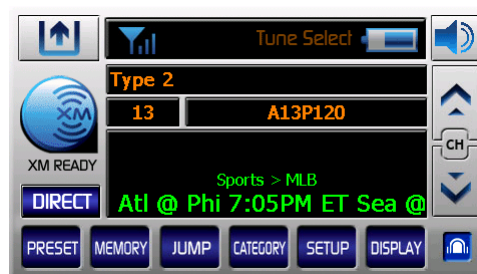 Tune Select
Type 2
13 A13P120
XM
XM READY
CH
Sports > MLB
DIRECT
Atl @ Phi 7:05PM ET Sea @
PRESET MEMORY JUMP CATEGORY SETUP DISPLAY